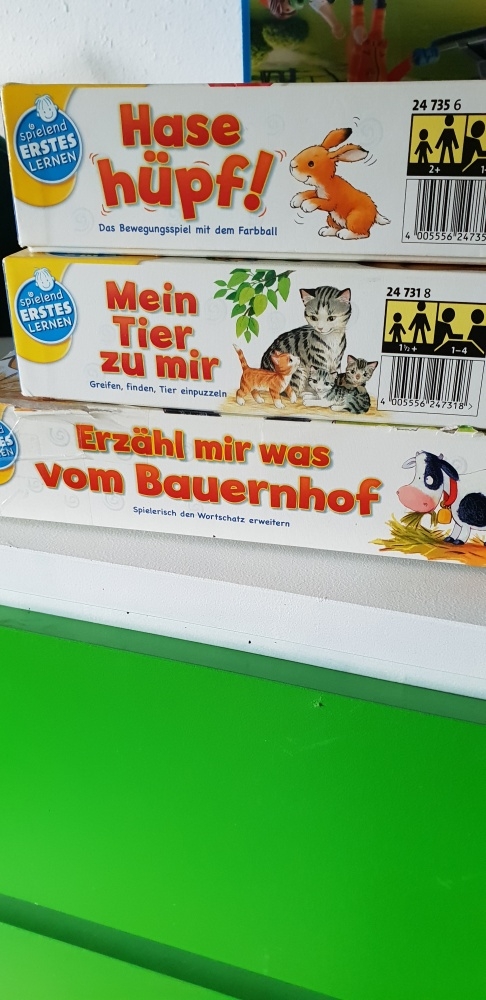 spielend
ERSTES
LERNEN
Hase
hüpf!
Das Bewegungsspiel mit dem Farbball
24 735 6
2+
4 005556 24735
spielend
ERSTES
LERNEN
Mein
Tier
zu mir
Greifen, finden, Tier einpuzzeln
24 731 8
1½+ 1-4
4 005556 247318 >
Erzähl mir was
vom Bauernhof
Spielerisch den Wortschatz erweitern